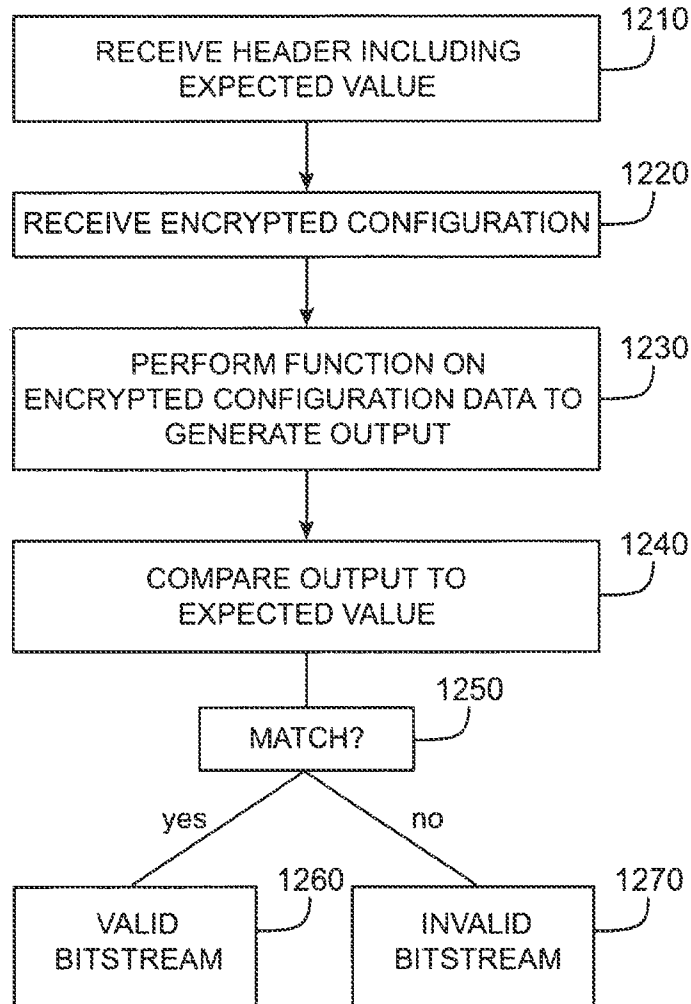 1210
RECEIVE HEADER INCLUDING
EXPECTED VALUE
1220
RECEIVE ENCRYPTED CONFIGURATION
1230
PERFORM FUNCTION ON
ENCRYPTED CONFIGURATION DATA TO
GENERATE OUTPUT
1240
COMPARE OUTPUT TO
EXPECTED VALUE
1250
MATCH?
yes
no
1260
VALID
BITSTREAM
1270
INVALID
BITSTREAM